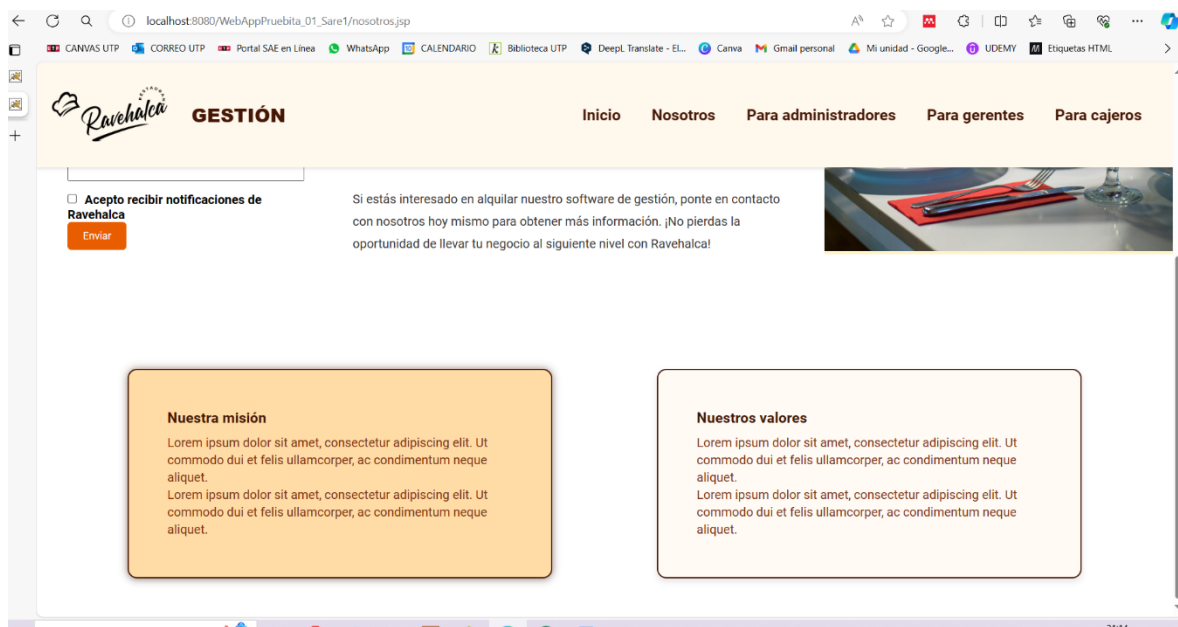 localhost:8080/WebAppPruebita_01_Sare1/nosotros.jsp
CANVAS UTP CORREO UTP Portal SAE en Línea WhatsApp CALENDARIO Biblioteca UTP DeepL Translate - El... Canva Gmail personal Mi unidad - Google... UDEMY Etiquetas HTML
Ravehalca GESTIÓN Inicio Nosotros Para administradores Para gerentes Para cajeros
Acepto recibir notificaciones de
Ravehalca
Enviar
Si estás interesado en alquilar nuestro software de gestión, ponte en contacto
con nosotros hoy mismo para obtener más información. ¡No pierdas la
oportunidad de llevar tu negocio al siguiente nivel con Ravehalca!
Nuestra misión
Lorem ipsum dolor sit amet, consectetur adipiscing elit. Ut
commodo dui et felis ullamcorper, ac condimentum neque
aliquet.
Lorem ipsum dolor sit amet, consectetur adipiscing elit. Ut
commodo dui et felis ullamcorper, ac condimentum neque
aliquet.
Nuestros valores
Lorem ipsum dolor sit amet, consectetur adipiscing elit. Ut
commodo dui et felis ullamcorper, ac condimentum neque
aliquet.
Lorem ipsum dolor sit amet, consectetur adipiscing elit. Ut
commodo dui et felis ullamcorper, ac condimentum neque
aliquet.